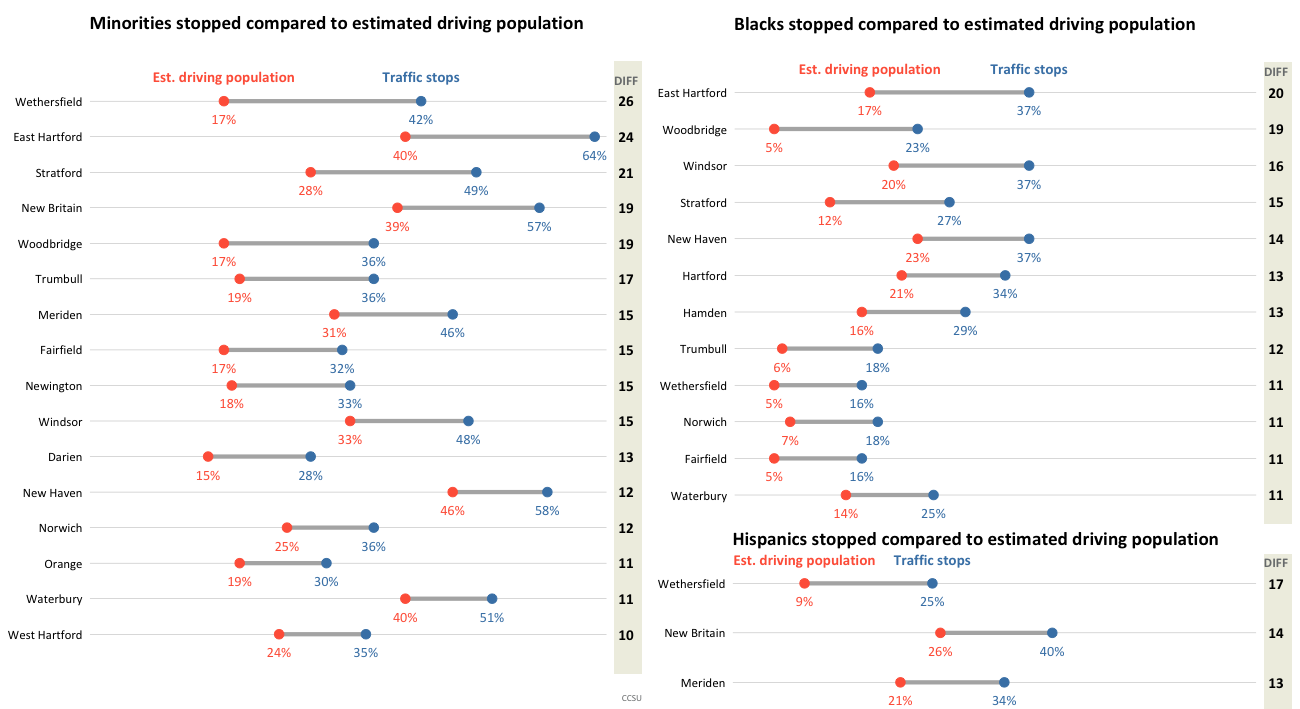 Minorities stopped compared to estimated driving population
Est. driving population Traffic stops DIFF
Wethersfield 26
17% 42%
East Hartford 24
40% 64%
Stratford 21
28% 49%
New Britain 19
39% 57%
Woodbridge 19
17% 36%
Trumbull 17
19% 36%
Meriden 15
31% 46%
Fairfield 15
17% 32%
Newington 15
18% 33%
Windsor 15
33% 48%
Darien 13
15% 28%
New Haven 12
46% 58%
Norwich 12
25% 36%
Orange 11
19% 30%
Waterbury 11
40% 51%
West Hartford 10
24% 35%
CCSU
Blacks stopped compared to estimated driving population
Est. driving population Traffic stops DIFF
East Hartford 20
17% 37%
Woodbridge 19
5% 23%
Windsor 16
20% 37%
Stratford 15
12% 27%
New Haven 14
23% 37%
Hartford 13
21% 34%
Hamden 13
16% 29%
Trumbull 12
6% 18%
Wethersfield 11
5% 16%
Norwich 11
7% 18%
Fairfield 11
5% 16%
Waterbury 11
14% 25%
Hispanics stopped compared to estimated driving population
Est. driving population Traffic stops DIFF
Wethersfield 17
9% 25%
New Britain 14
26% 40%
Meriden 13
21% 34%